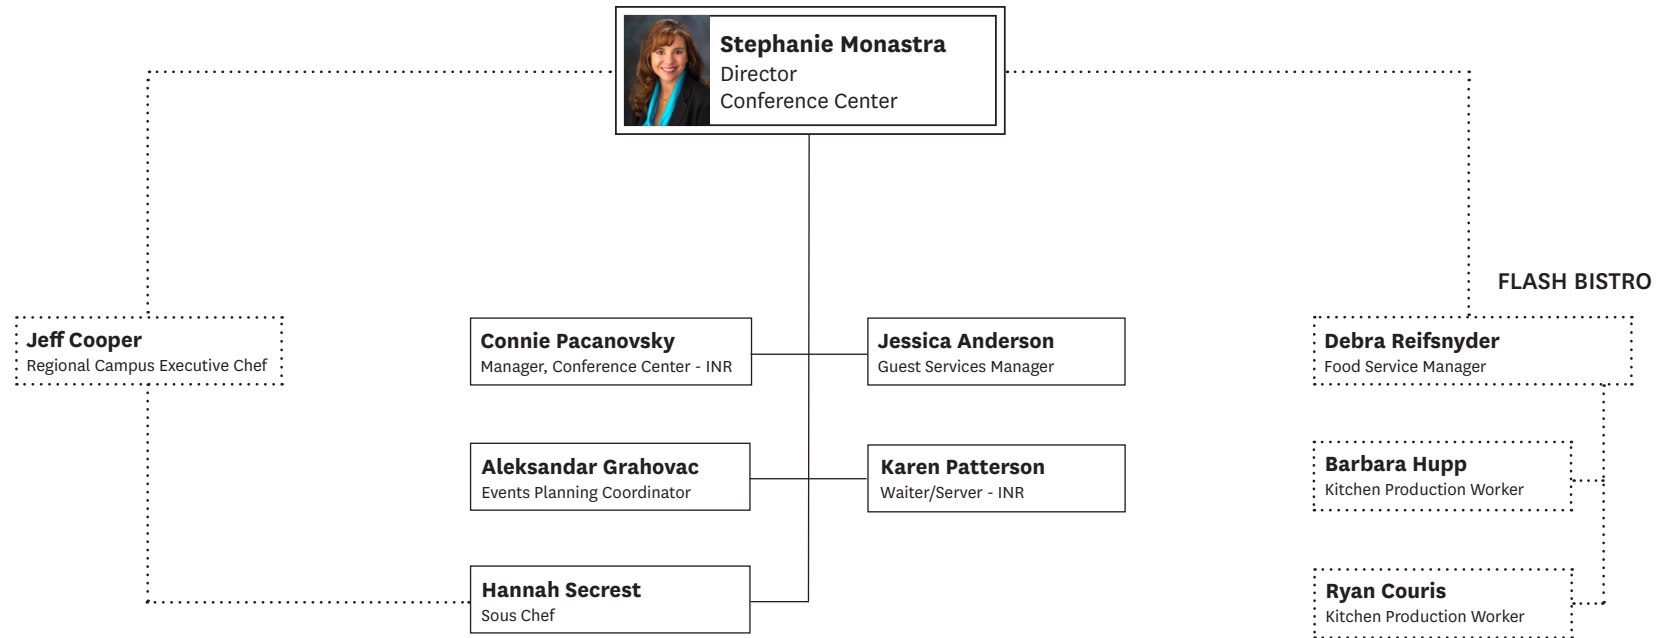 Stephanie Monastra
Director
Conference Center
FLASH BISTRO
Jeff Cooper
Regional Campus Executive Chef
Connie Pacanovsky
Manager, Conference Center - INR
Jessica Anderson
Guest Services Manager
Debra Reifsnyder
Food Service Manager
Aleksandar Grahovac
Events Planning Coordinator
Karen Patterson
Waiter/Server - INR
Barbara Hupp
Kitchen Production Worker
Hannah Secrest
Sous Chef
Ryan Couris
Kitchen Production Worker